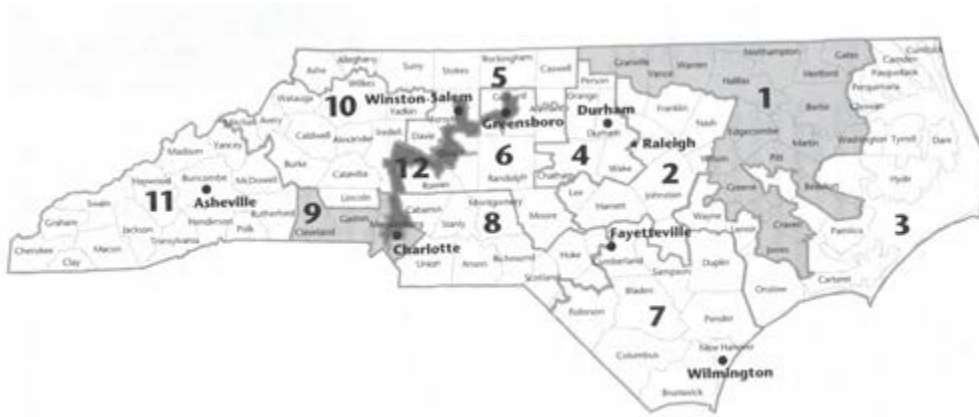 Ashe
Alleghany
Surry
Stokes
Rockingham
Caswell
Person
Granville
Vance
Warren
Northampton
Gates
Camden
Pasquotank
Perquimans
Chowan
Hertford
Halifax
Bertie
Wilkes
Watauga
Yadkin
5
10
Winston-Salem
Greensboro
Orange
Durham
Durham
Franklin
1
Mitchell
Avery
Caldwell
Alexander
Iredell
Davie
Nash
Edgecombe
Martin
Washington
Tyrrell
Dare
Madison
Yancey
Burke
Catawba
12
Rowan
6
Randolph
4
Chatham
Wake
Raleigh
2
Johnston
Wilson
Pitt
Greene
Beaufort
Hyde
Haywood
Buncombe
McDowell
11
Asheville
Swain
Graham
Cherokee
Clay
Macon
Jackson
Transylvania
Henderson
Polk
Rutherford
9
Cleveland
Lincoln
Gaston
Mecklenburg
Charlotte
Cabarrus
Stanly
Montgomery
8
Union
Anson
Richmond
Scotland
Moore
Lee
Harnett
Hoke
Fayetteville
Cumberland
Sampson
Wayne
Lenoir
Duplin
Craven
Jones
Pamlico
3
Carteret
Onslow
Robeson
Bladen
7
Pender
Columbus
New Hanover
Wilmington
Brunswick